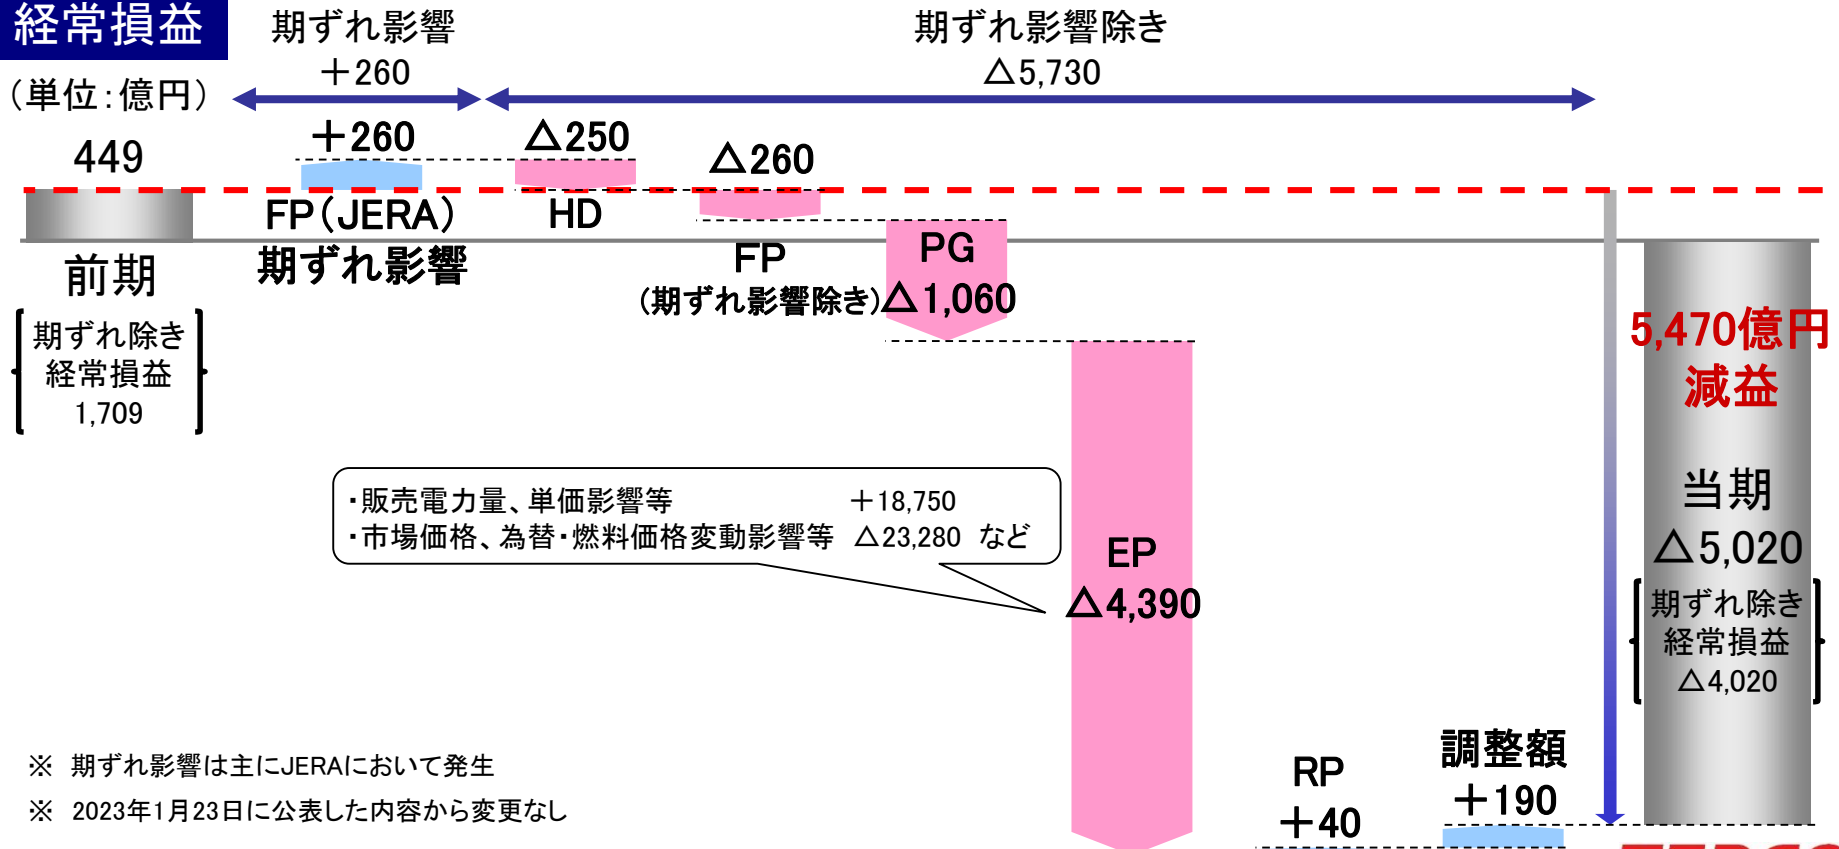 経常損益
(単位:億円)
期ずれ影響
+260
期ずれ影響除き
△5,730
449
+260
△250
△260
FP(JERA)
期ずれ影響
HD
FP
(期ずれ影響除き)
PG
△1,060
前期
期ずれ除き
経常損益
1,709
5,470億円
減益
・販売電力量、単価影響等 +18,750
・市場価格、為替・燃料価格変動影響等 △23,280 など
EP
△4,390
当期
△5,020
期ずれ除き
経常損益
△4,020
RP
+40
調整額
+190
※ 期ずれ影響は主にJERAにおいて発生
※ 2023年1月23日に公表した内容から変更なし